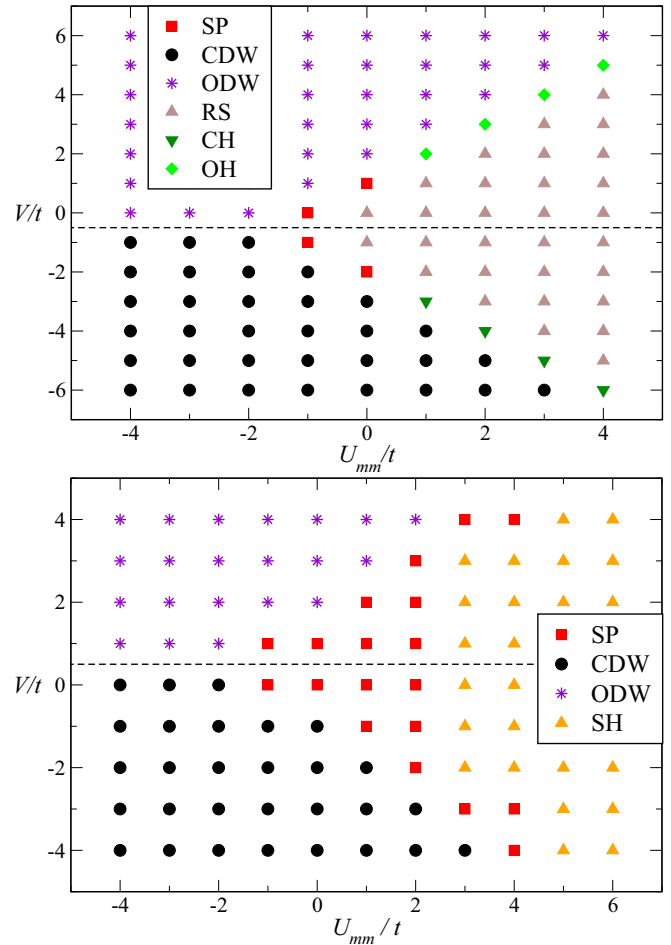 6
4
2
V/t 0
-2
-4
-6
SP
CDW
ODW
RS
CH
OH
-4 -2 0 2 4
U_mm/t
4
2
V/t 0
-2
-4
SP
CDW
ODW
SH
-4 -2 0 2 4 6
U_mm/t